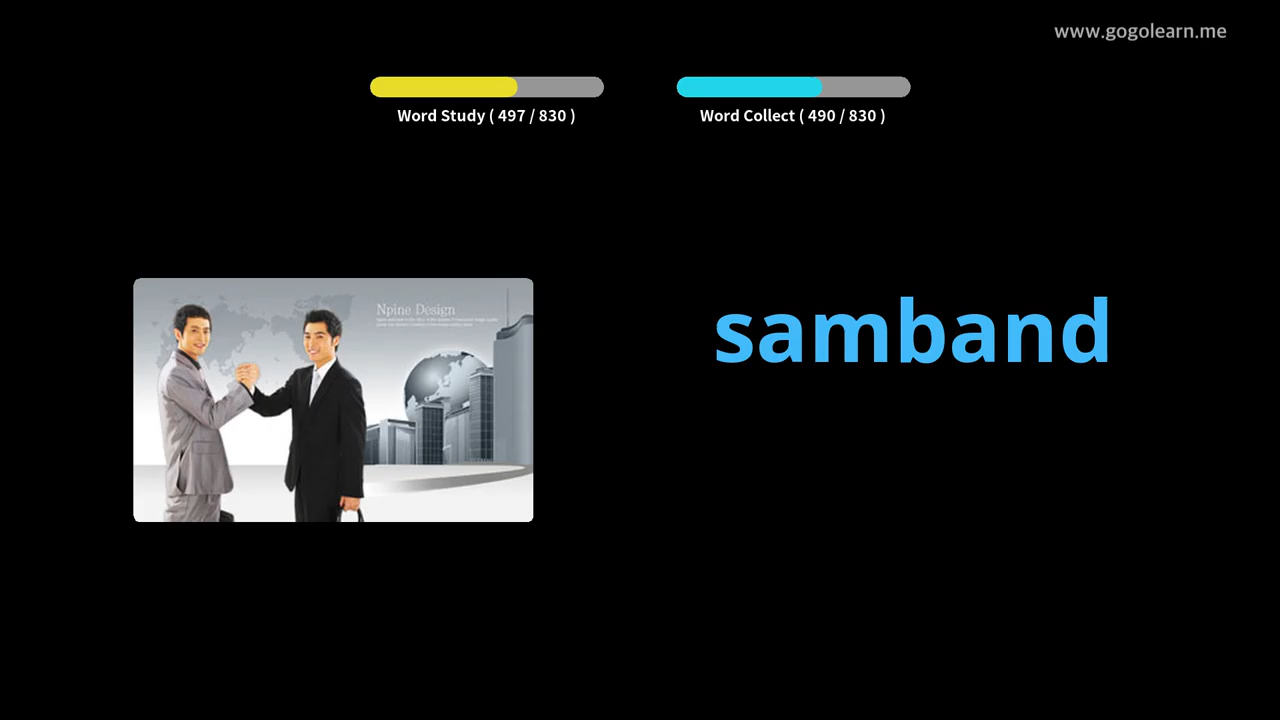 www.gogolearn.me
Word Study ( 497 / 830 )
Word Collect ( 490 / 830 )
Npine Design
samband